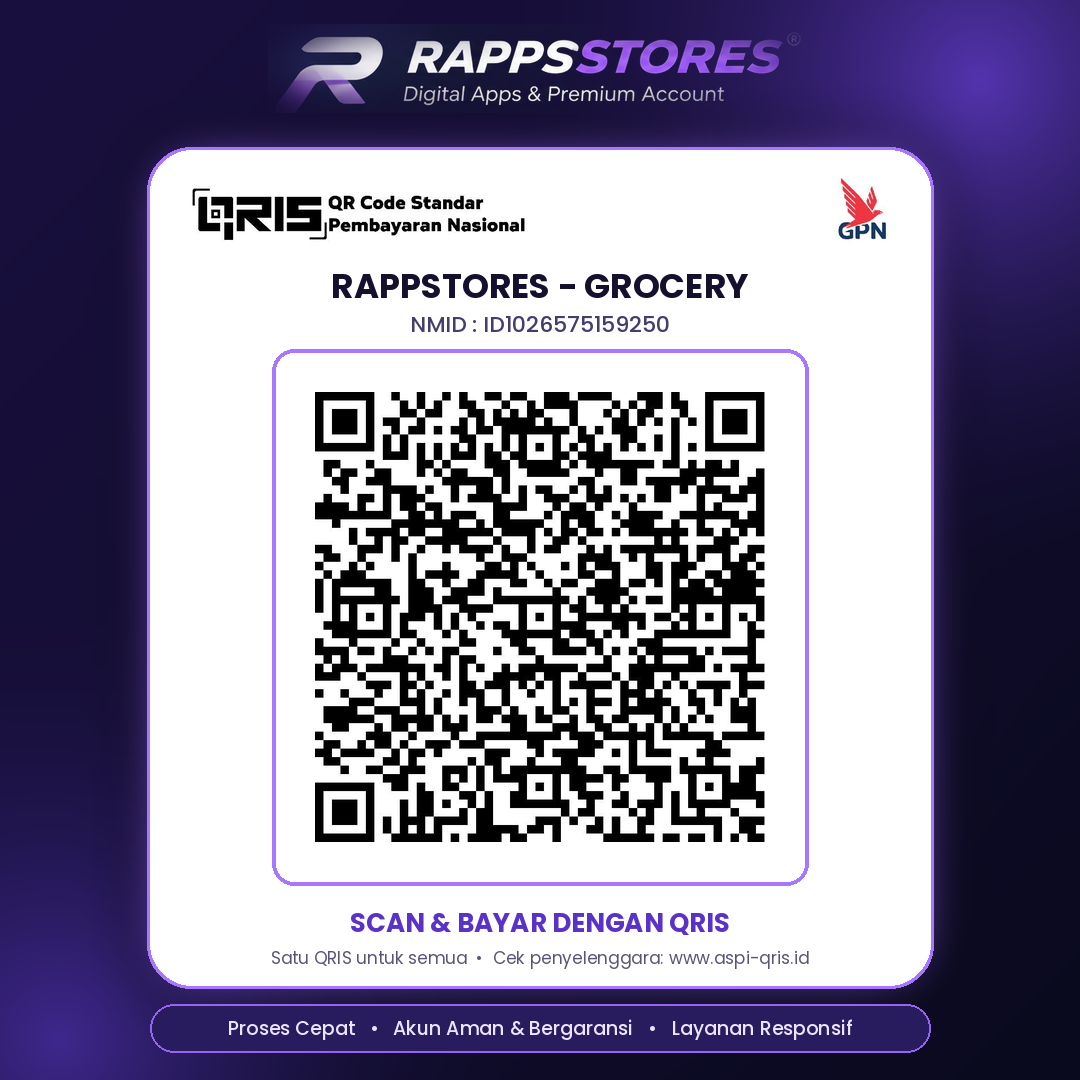 RAPPSSTORES®
Digital Apps & Premium Account
QRIS
QR Code Standar
Pembayaran Nasional
GPN
RAPPSTORES - GROCERY
NMID : ID1026575159250
SCAN & BAYAR DENGAN QRIS
Satu QRIS untuk semua • Cek penyelenggara: www.aspi-qris.id
Proses Cepat • Akun Aman & Bergaransi • Layanan Responsif